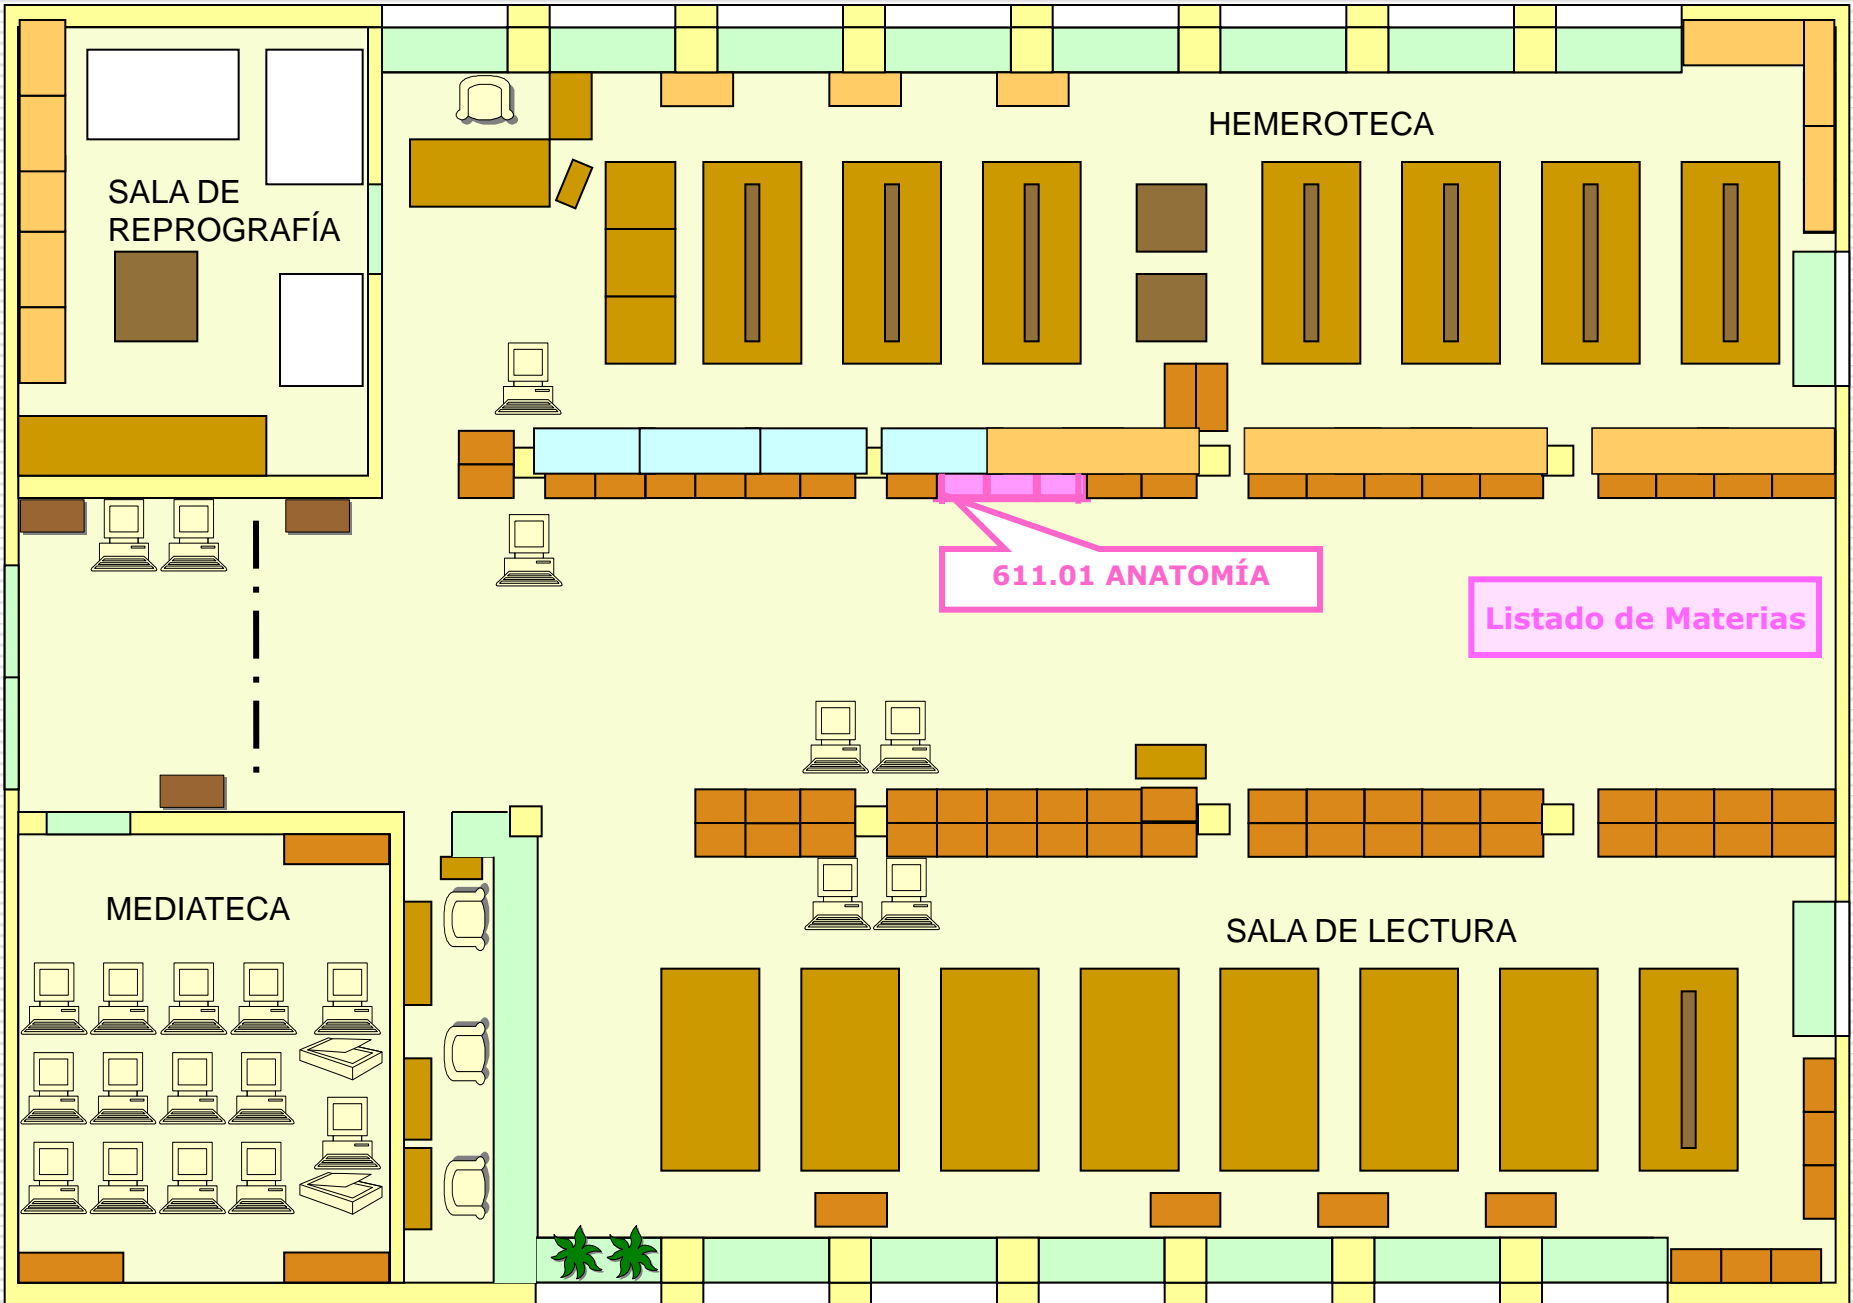 HEMEROTECA
SALA DE
REPROGRAFÍA
611.01 ANATOMÍA
Listado de Materias
MEDIATECA
SALA DE LECTURA